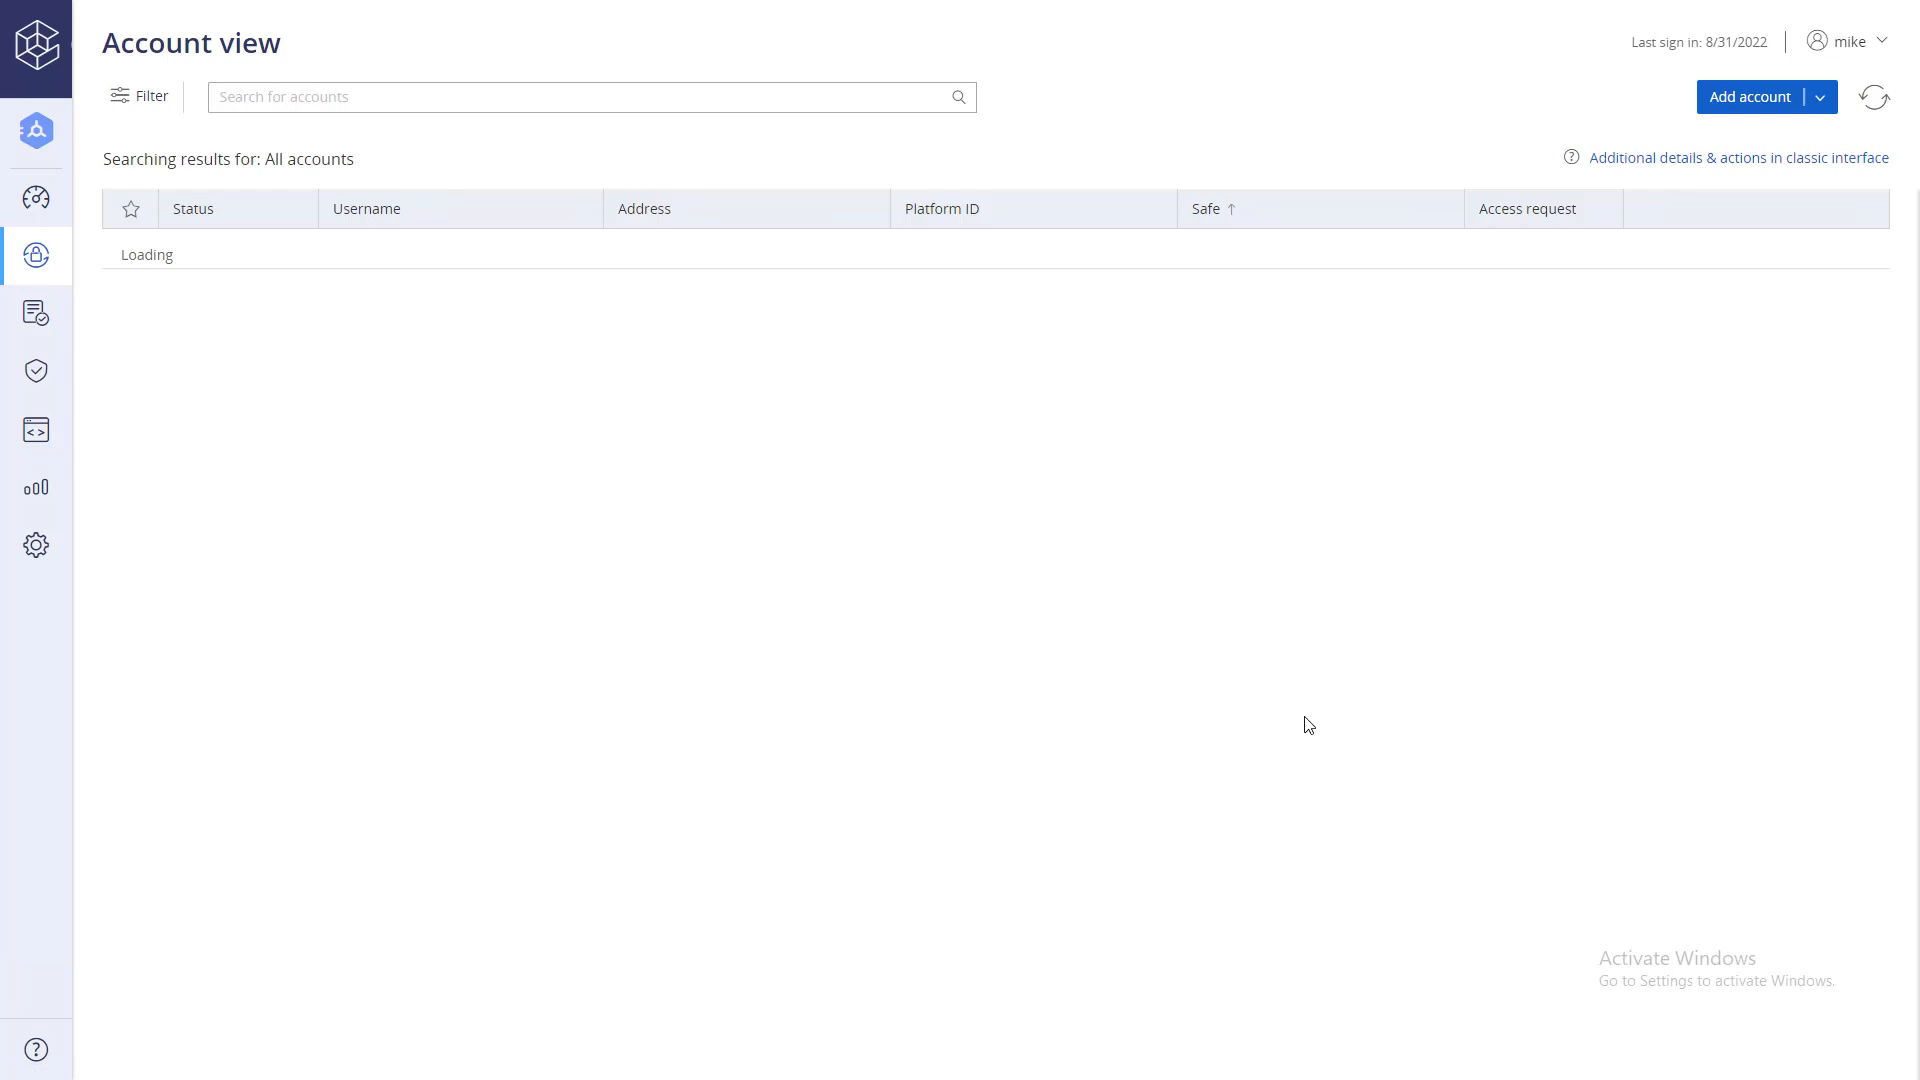 Account view
Last sign in: 8/31/2022
mike
Filter
Search for accounts
Add account
Searching results for: All accounts
Additional details & actions in classic interface
Status Username Address Platform ID Safe ↑ Access request
Loading
Activate Windows
Go to Settings to activate Windows.